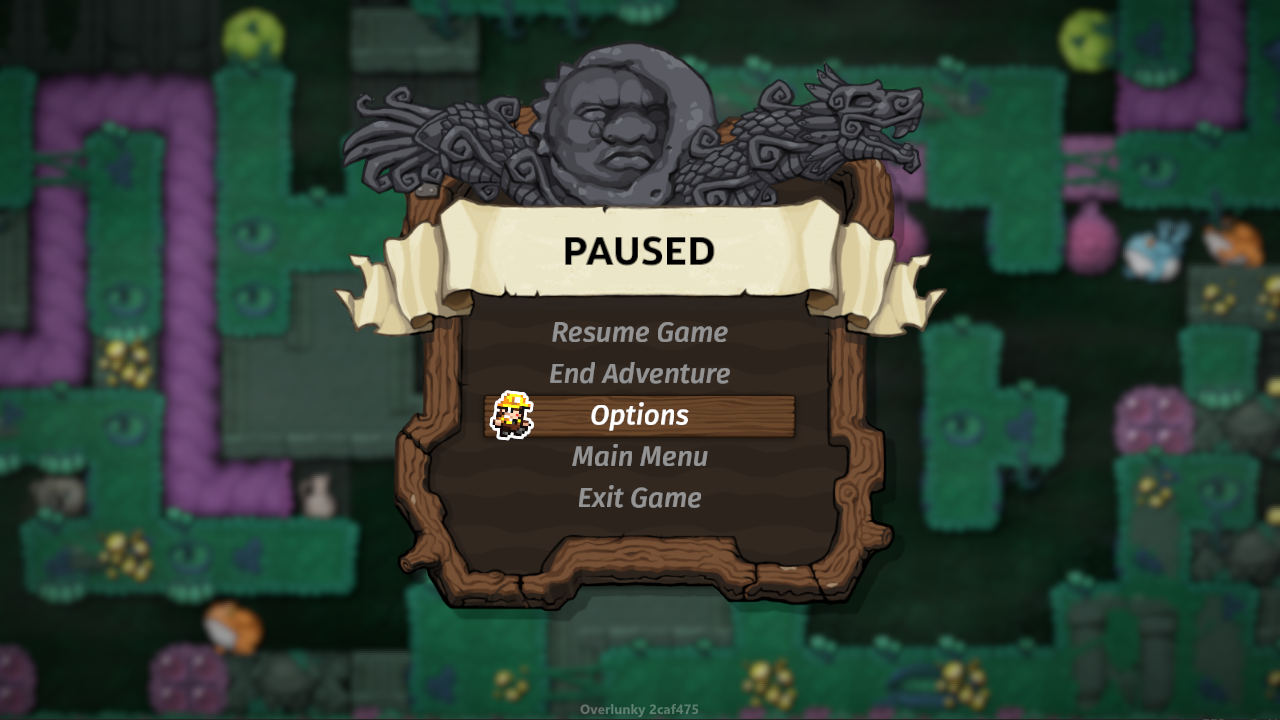 PAUSED
Resume Game
End Adventure
Options
Main Menu
Exit Game
Overlunky 2caf475